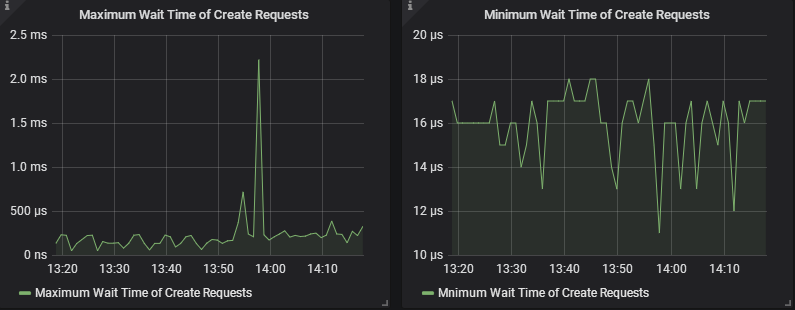 i
Maximum Wait Time of Create Requests
2.5 ms
2.0 ms
1.5 ms
1.0 ms
500 µs
0 ns
13:20 13:30 13:40 13:50 14:00 14:10
Maximum Wait Time of Create Requests
i
Minimum Wait Time of Create Requests
20 µs
18 µs
16 µs
14 µs
12 µs
10 µs
13:20 13:30 13:40 13:50 14:00 14:10
Mnimum Wait Time of Create Requests